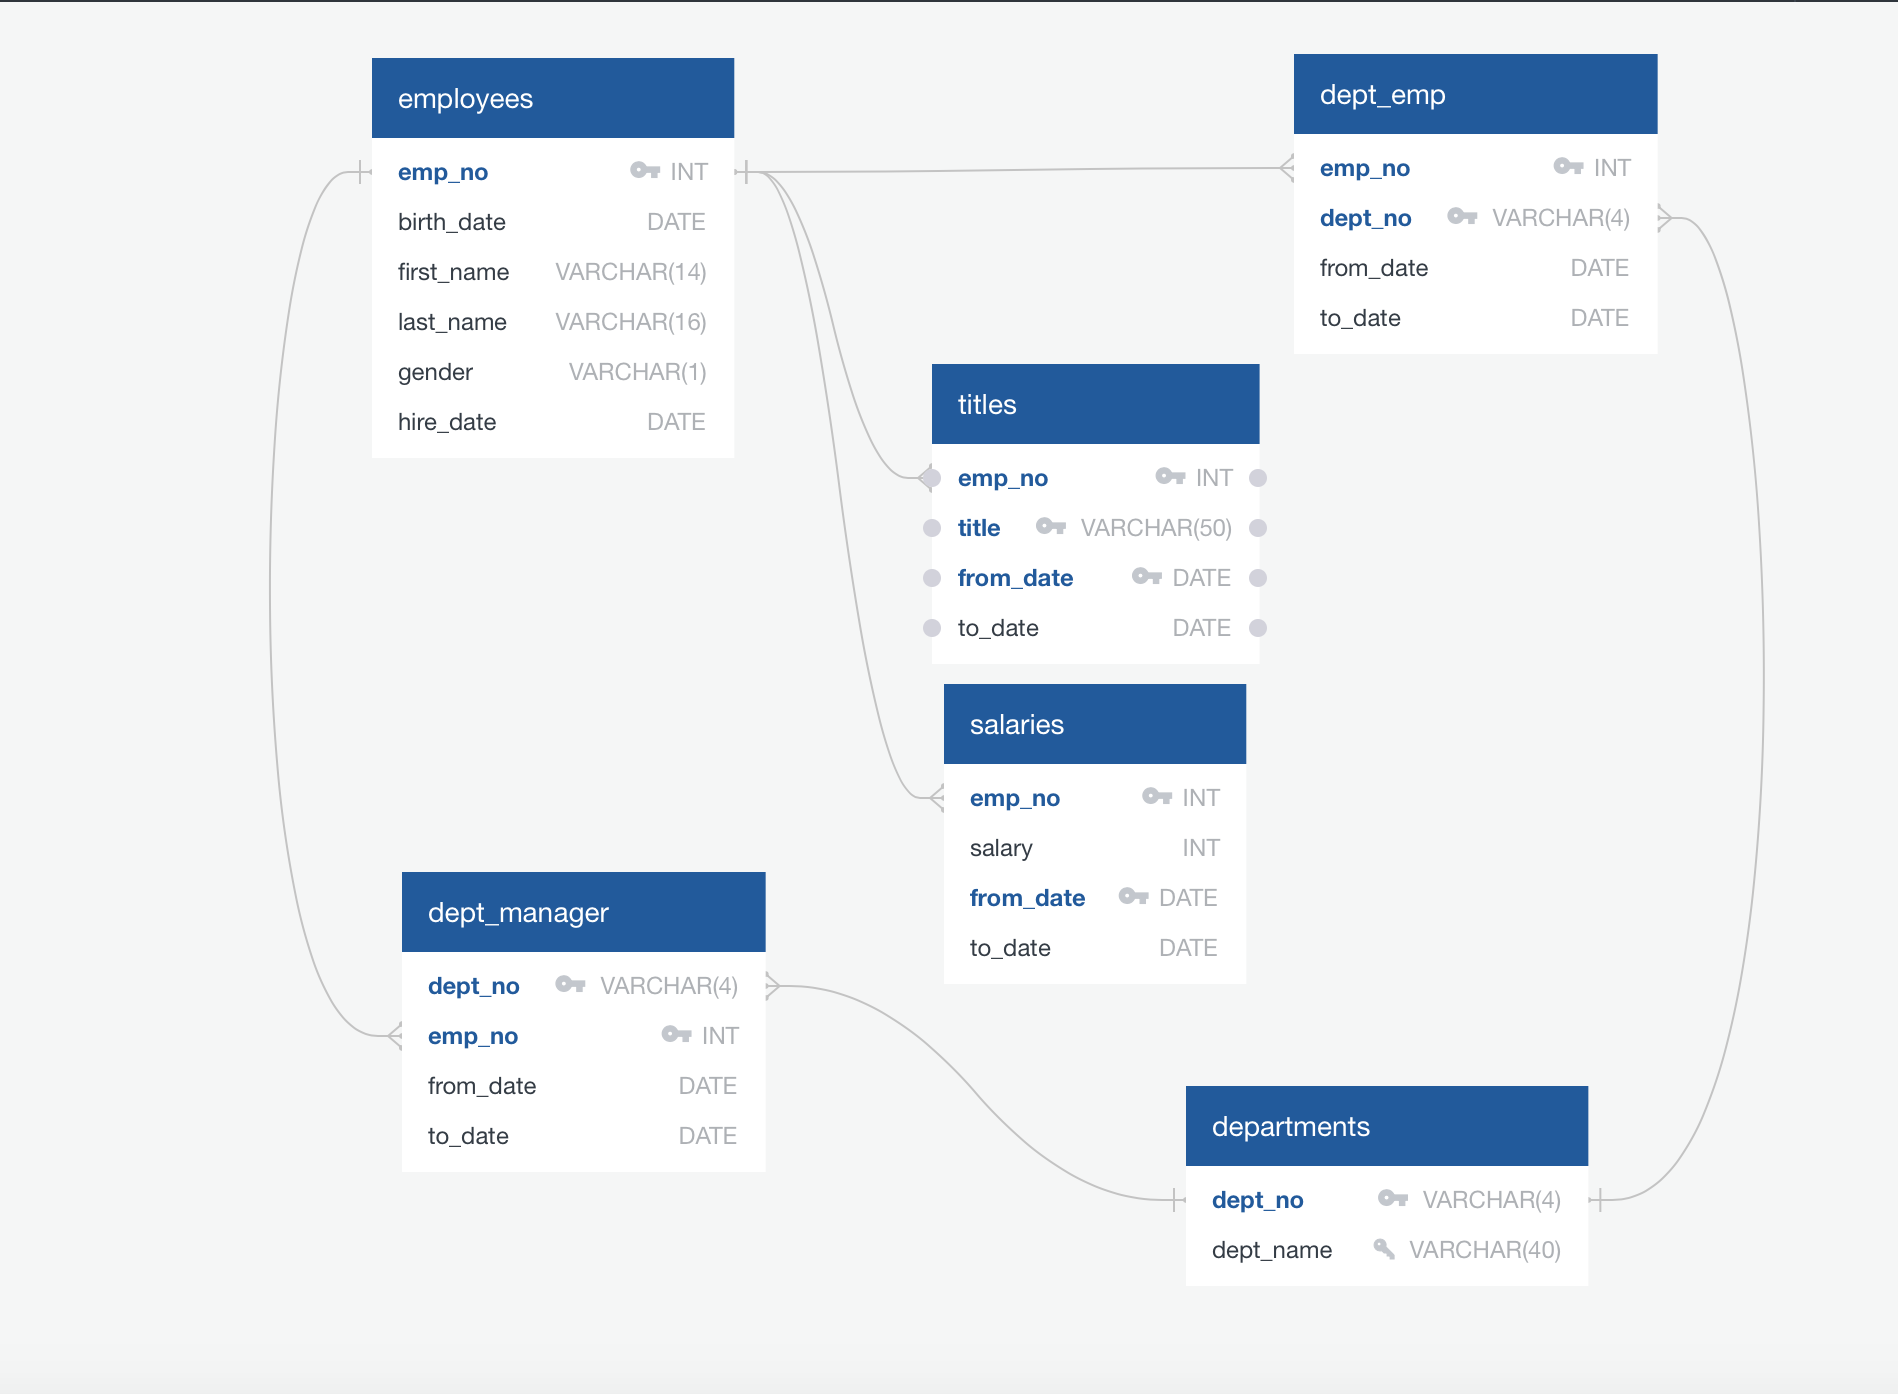 employees
emp_no INT
birth_date DATE
first_name VARCHAR(14)
last_name VARCHAR(16)
gender VARCHAR(1)
hire_date DATE
dept_emp
emp_no INT
dept_no VARCHAR(4)
from_date DATE
to_date DATE
titles
emp_no INT
title VARCHAR(50)
from_date DATE
to_date DATE
salaries
emp_no INT
salary INT
from_date DATE
to_date DATE
dept_manager
dept_no VARCHAR(4)
emp_no INT
from_date DATE
to_date DATE
departments
dept_no VARCHAR(4)
dept_name VARCHAR(40)